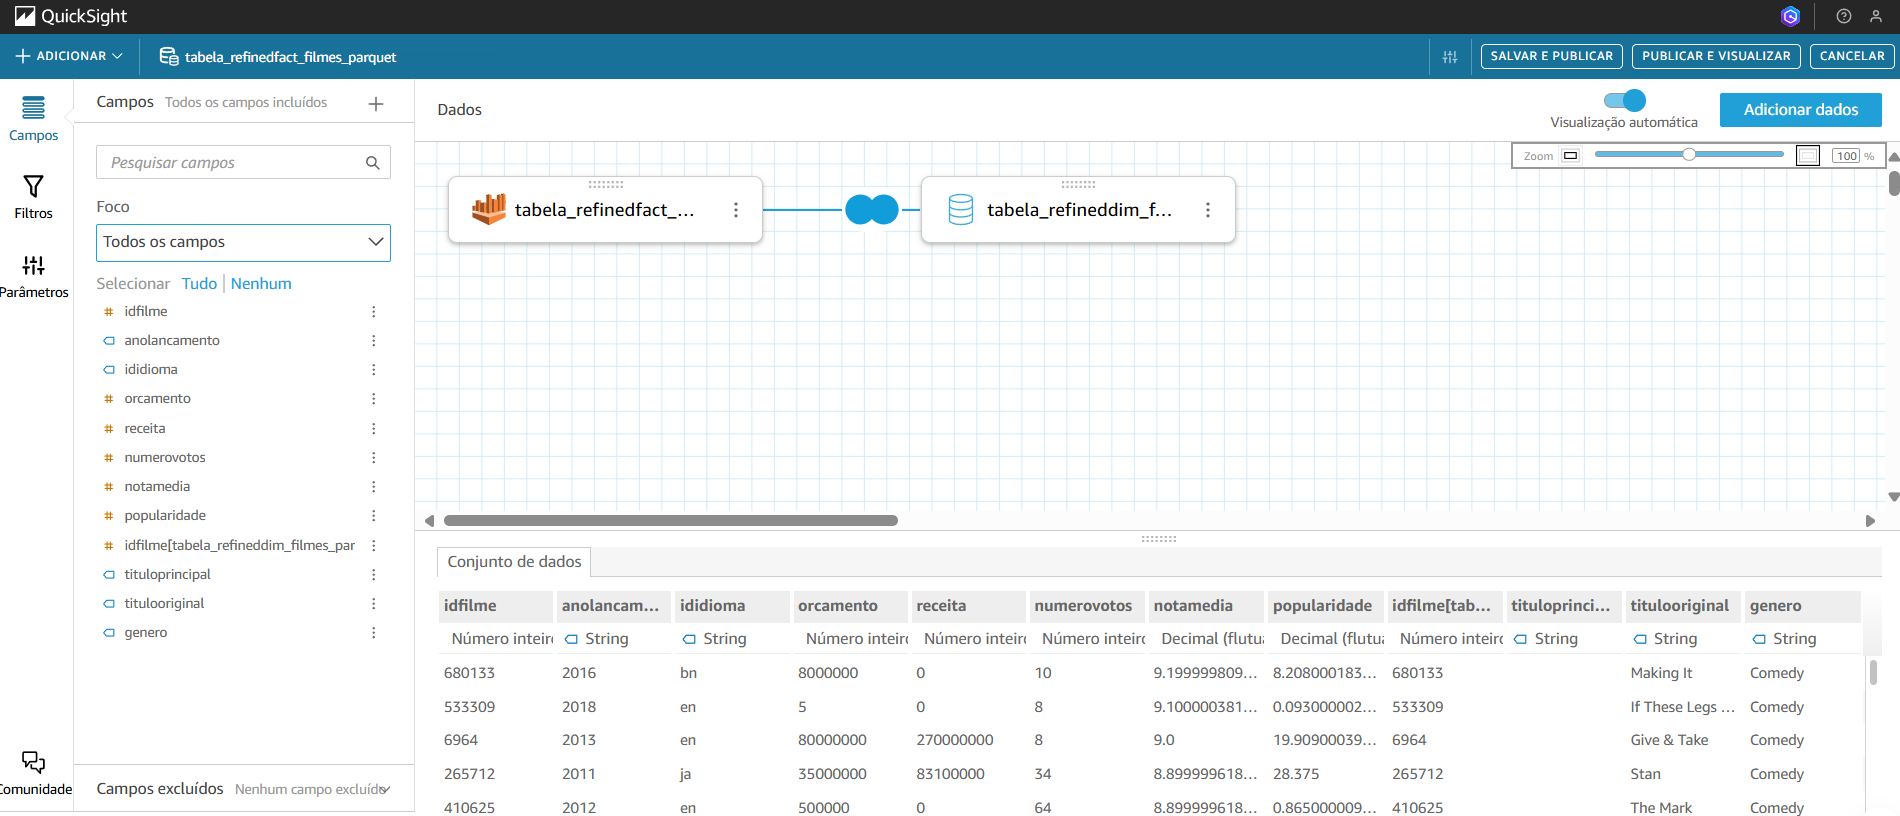 QuickSight
ADICIONAR
tabela_refinedfact_filmes_parquet
SALVAR E PUBLICAR
PUBLICAR E VISUALIZAR
CANCELAR
Campos
Filtros
Parâmetros
Comunidade
Campos Todos os campos incluídos
Pesquisar campos
Foco
Todos os campos
Selecionar Tudo Nenhum
idfilme
anolancamento
ididioma
orcamento
receita
numerovotos
notamedia
popularidade
idfilme[tabela_refineddim_filmes_par
tituloprincipal
titulooriginal
genero
Campos excluídos Nenhum campo excluído
Dados
Visualização automática
Adicionar dados
Zoom 100 %
tabela_refinedfact_...
tabela_refineddim_f...
Conjunto de dados
idfilme anolancam... ididioma orcamento receita numerovotos notamedia popularidade idfilme[tab... tituloprinci... titulooriginal genero
Número inteir String String Número inteir Número inteir Número inteir Decimal (flutua Decimal (flutua Número inteir String String String
680133 2016 bn 8000000 0 10 9.199999809... 8.208000183... 680133 Making It Comedy
533309 2018 en 5 0 8 9.100000381... 0.093000002... 533309 If These Legs ... Comedy
6964 2013 en 80000000 270000000 8 9.0 19.90900039... 6964 Give & Take Comedy
265712 2011 ja 35000000 83100000 34 8.899999618... 28.375 265712 Stan Comedy
410625 2012 en 500000 0 64 8.899999618... 0.865000009... 410625 The Mark Comedy